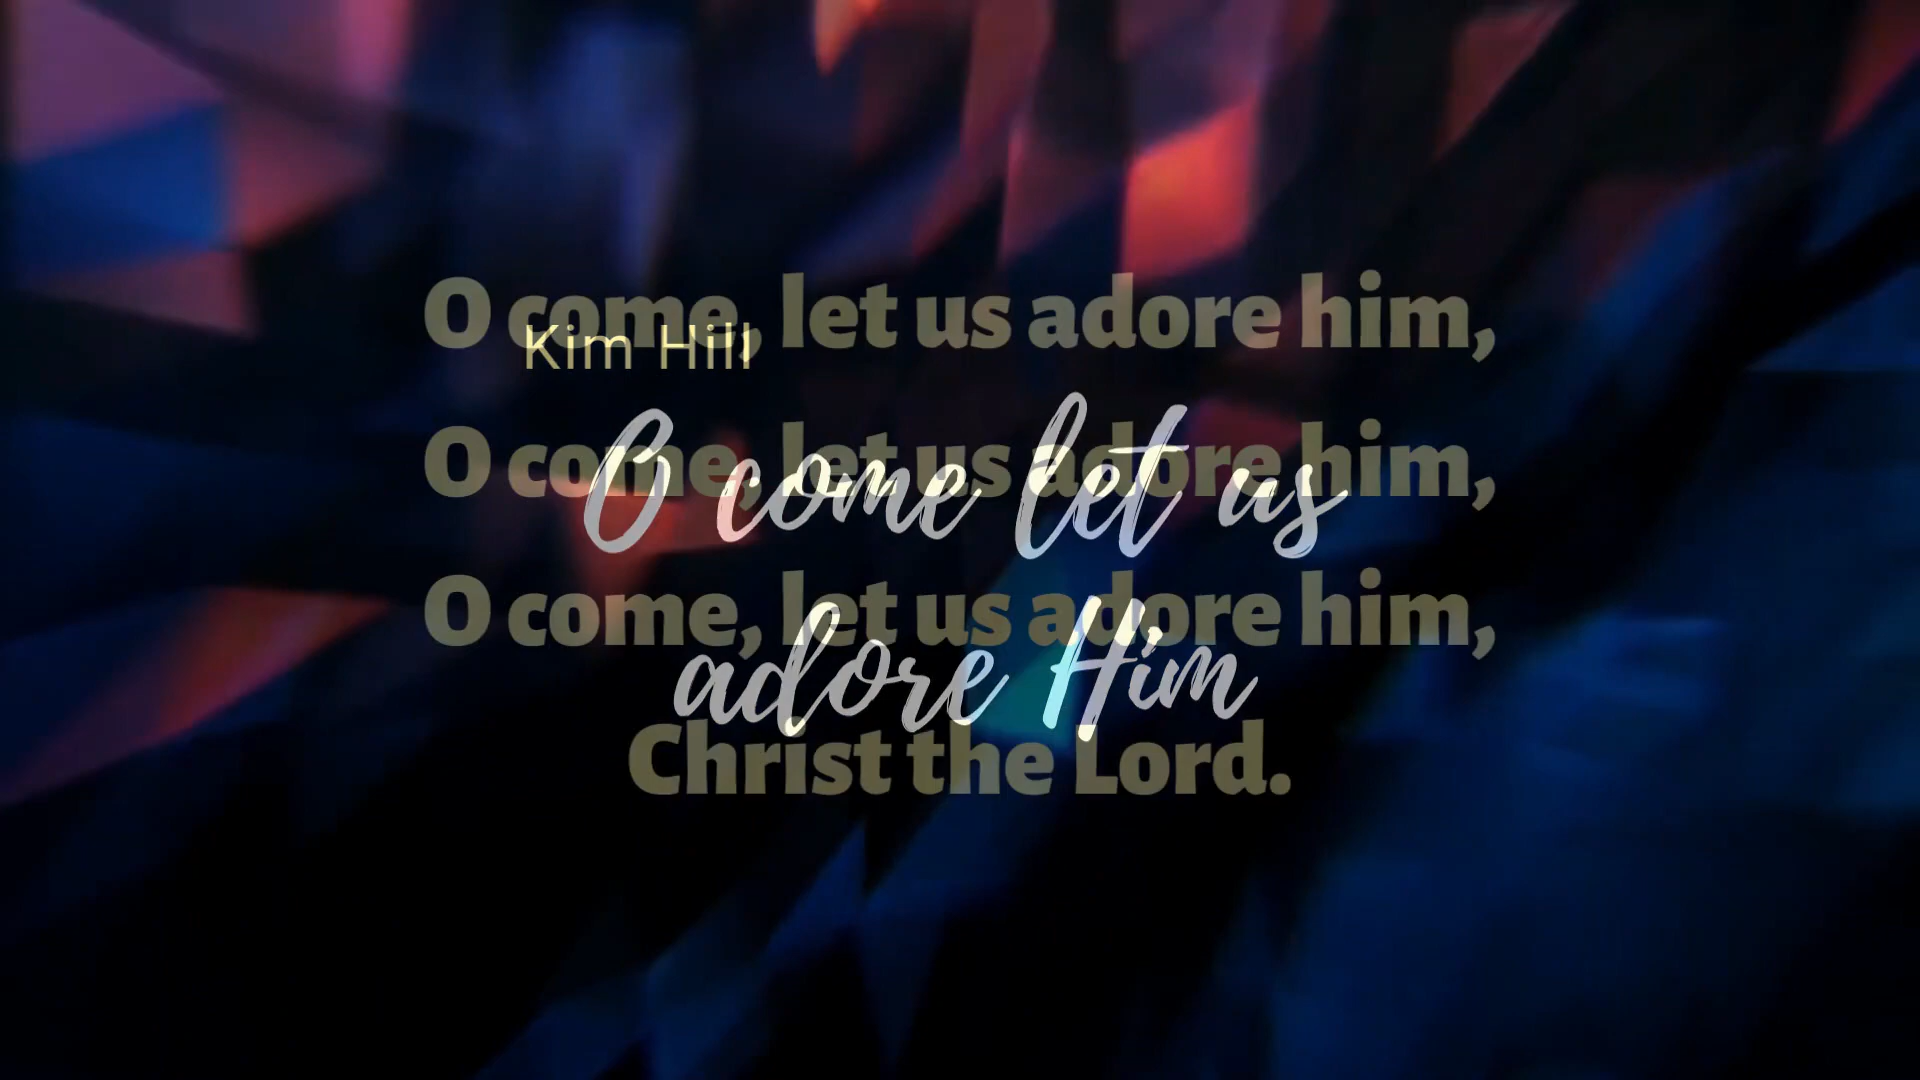 O come, let us adore him,
Kim Hill
O come, let us adore him,
O come let us
O come, let us adore him,
adore Him
Christ the Lord.